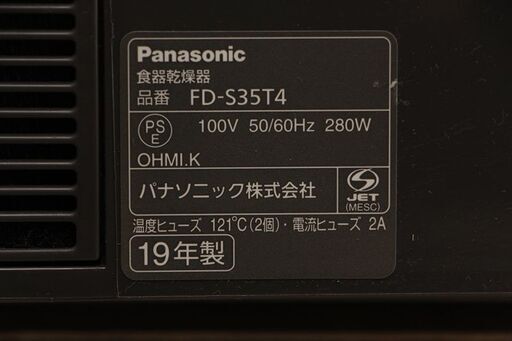 Panasonic
食器乾燥器
品番 FD-S35T4
PS E 100V 50/60Hz 280W
OHMI.K
パナソニック株式会社
S JET (MESC)
温度ヒューズ 121℃(2個)・電流ヒューズ 2A
19年製